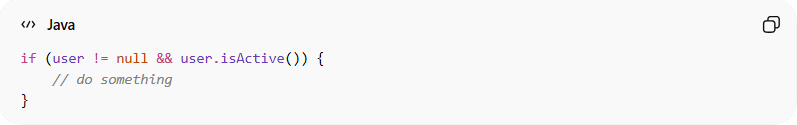 </> Java
if (user != null && user.isActive()) {
    // do something
}